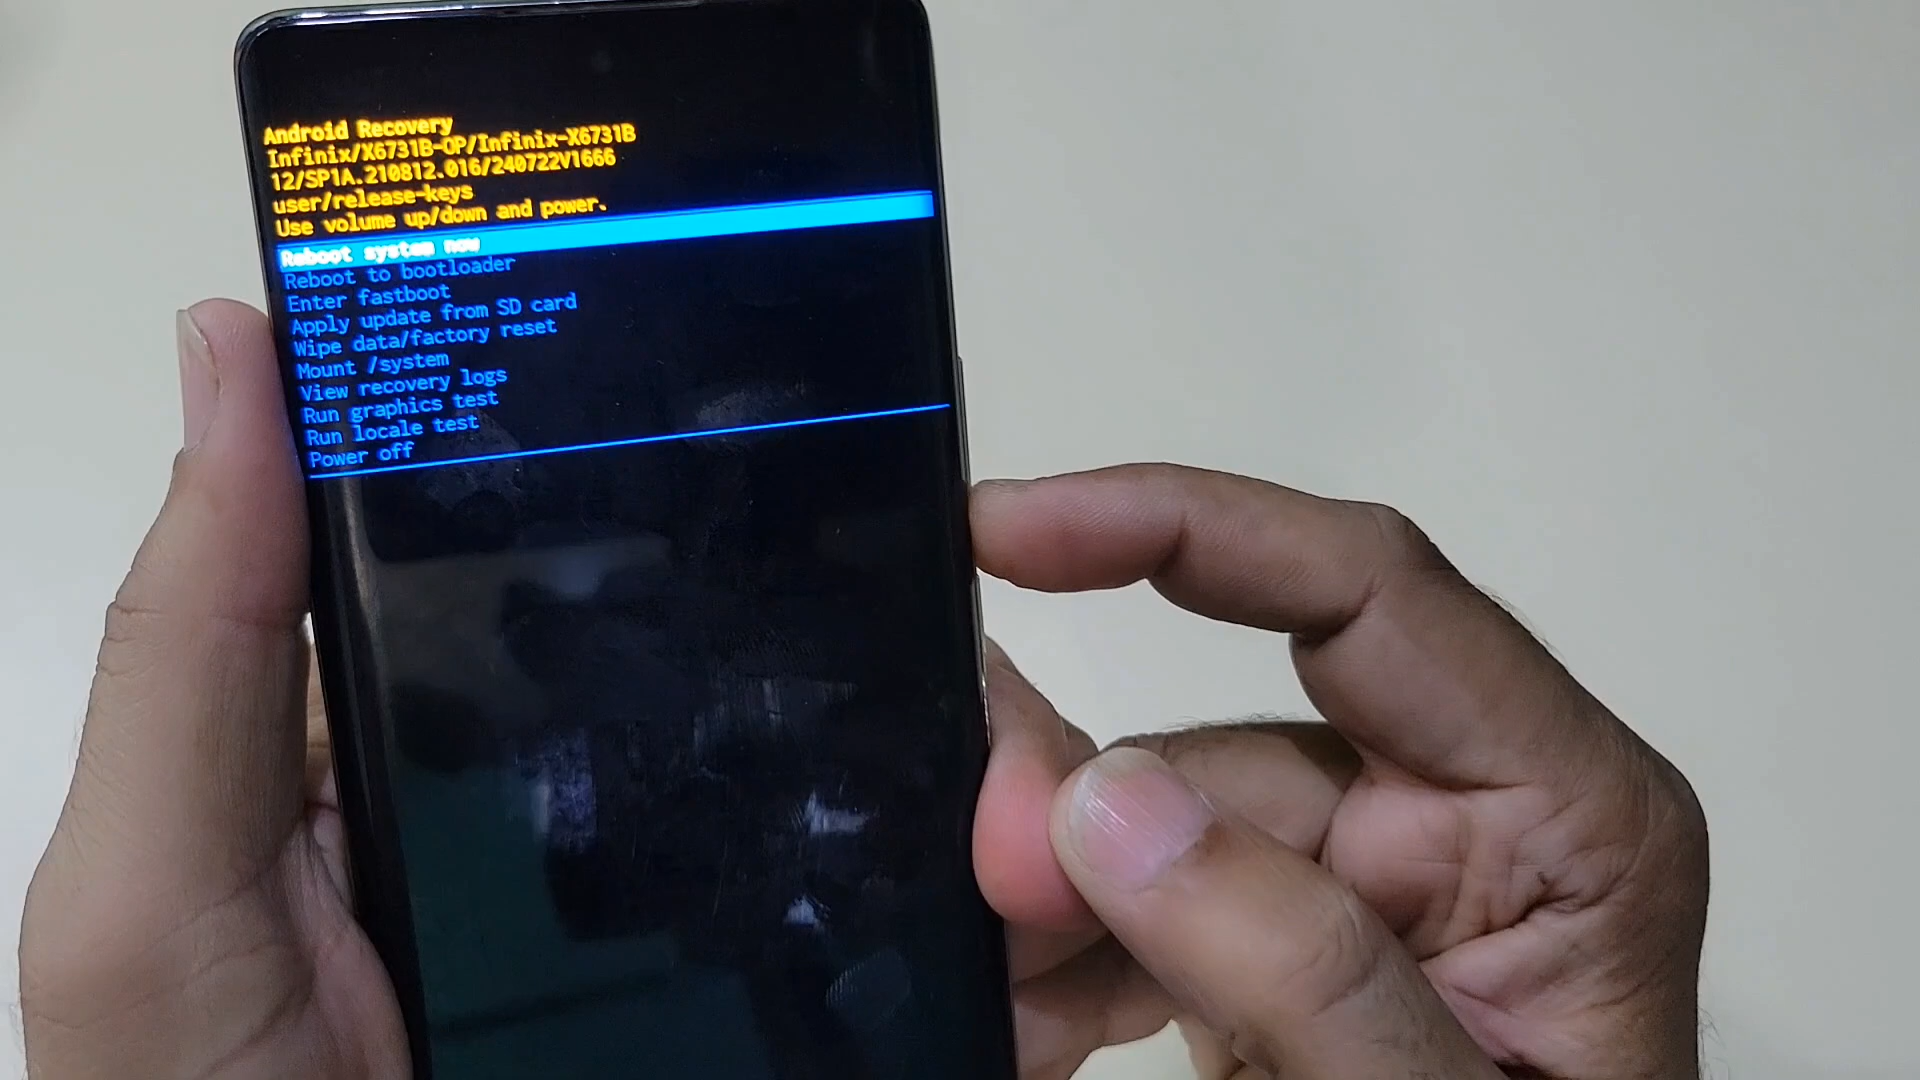 Android Recovery
Infinix/X6731B-OP/Infinix-X6731B
12/SP1A.210812.016/240722V1666
user/release-keys
Use volume up/down and power.
Reboot system now
Reboot to bootloader
Enter fastboot
Apply update from SD card
Wipe data/factory reset
Mount /system
View recovery logs
Run graphics test
Run locale test
Power off